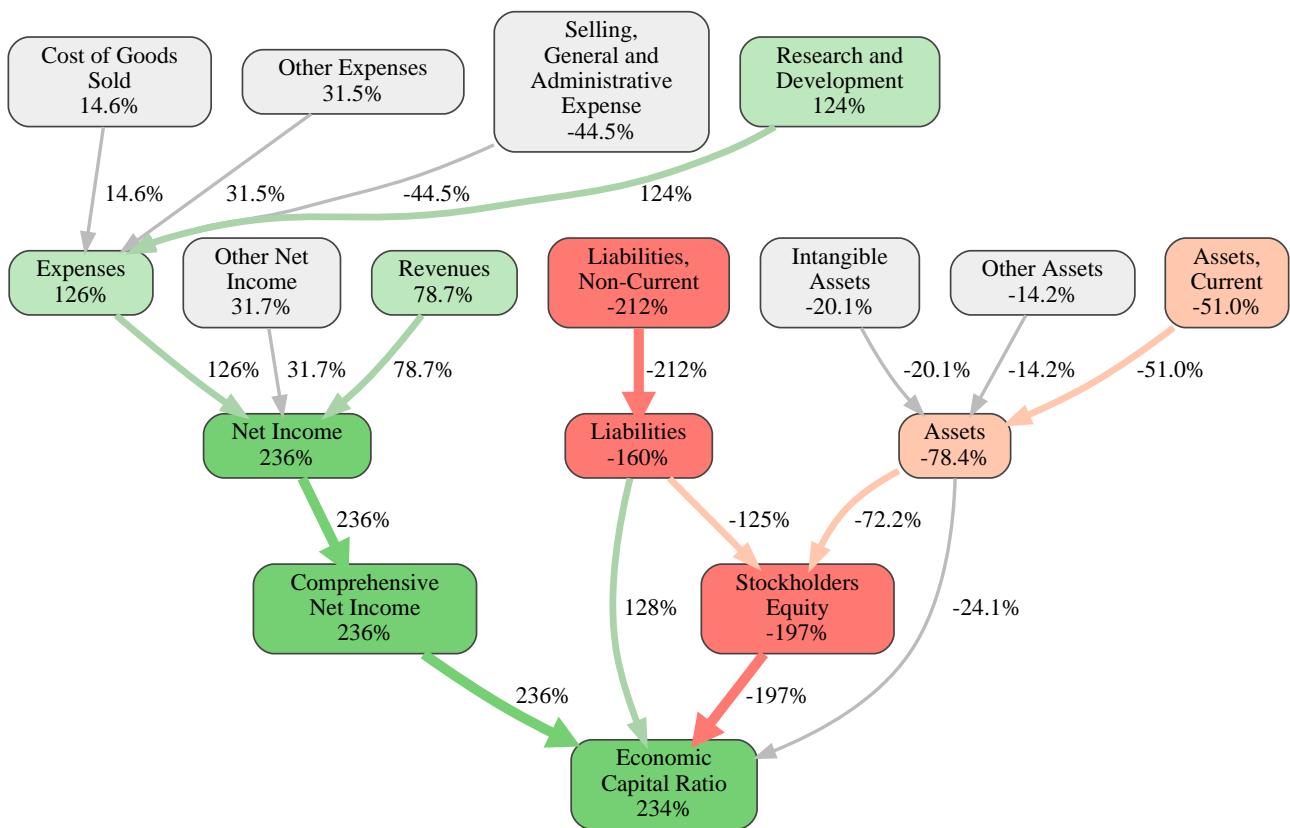 Cost of Goods
Sold
14.6%
Other Expenses
31.5%
Selling,
General and
Administrative
Expense
-44.5%
Research and
Development
124%
14.6%
31.5%
-44.5%
124%
Expenses
126%
Other Net
Income
31.7%
Revenues
78.7%
Liabilities,
Non-Current
-212%
Intangible
Assets
-20.1%
Other Assets
-14.2%
Assets,
Current
-51.0%
126%
31.7%
78.7%
-212%
-20.1%
-14.2%
-51.0%
Net Income
236%
Liabilities
-160%
Assets
-78.4%
236%
-125%
-72.2%
Comprehensive
Net Income
236%
128%
Stockholders
Equity
-197%
-24.1%
236%
-197%
Economic
Capital Ratio
234%